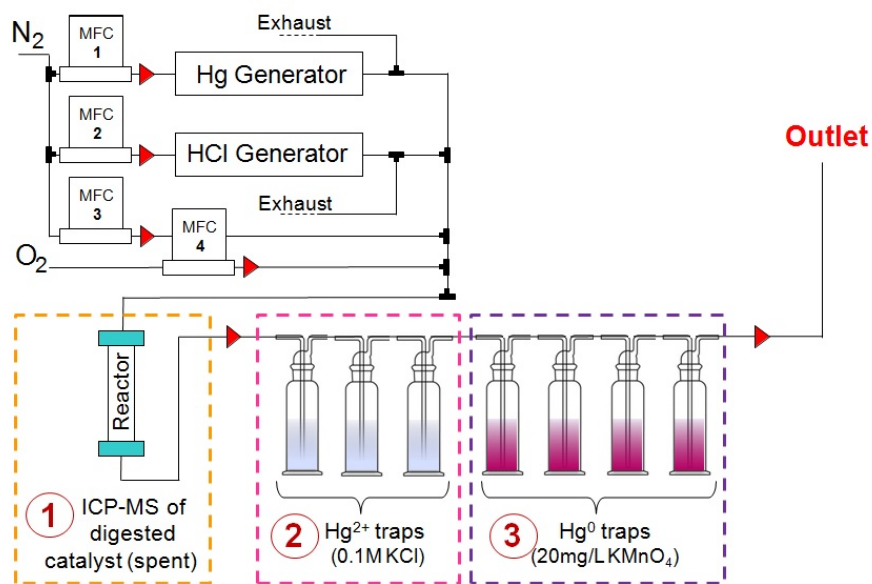 N₂
MFC
1
Exhaust
Hg Generator
MFC
2
HCl Generator
Outlet
MFC
3
Exhaust
MFC
4
O₂
Reactor
1
ICP-MS of
digested
catalyst (spent)
2
Hg²⁺ traps
(0.1M KCl)
3
Hg⁰ traps
(20mg/L KMnO₄)